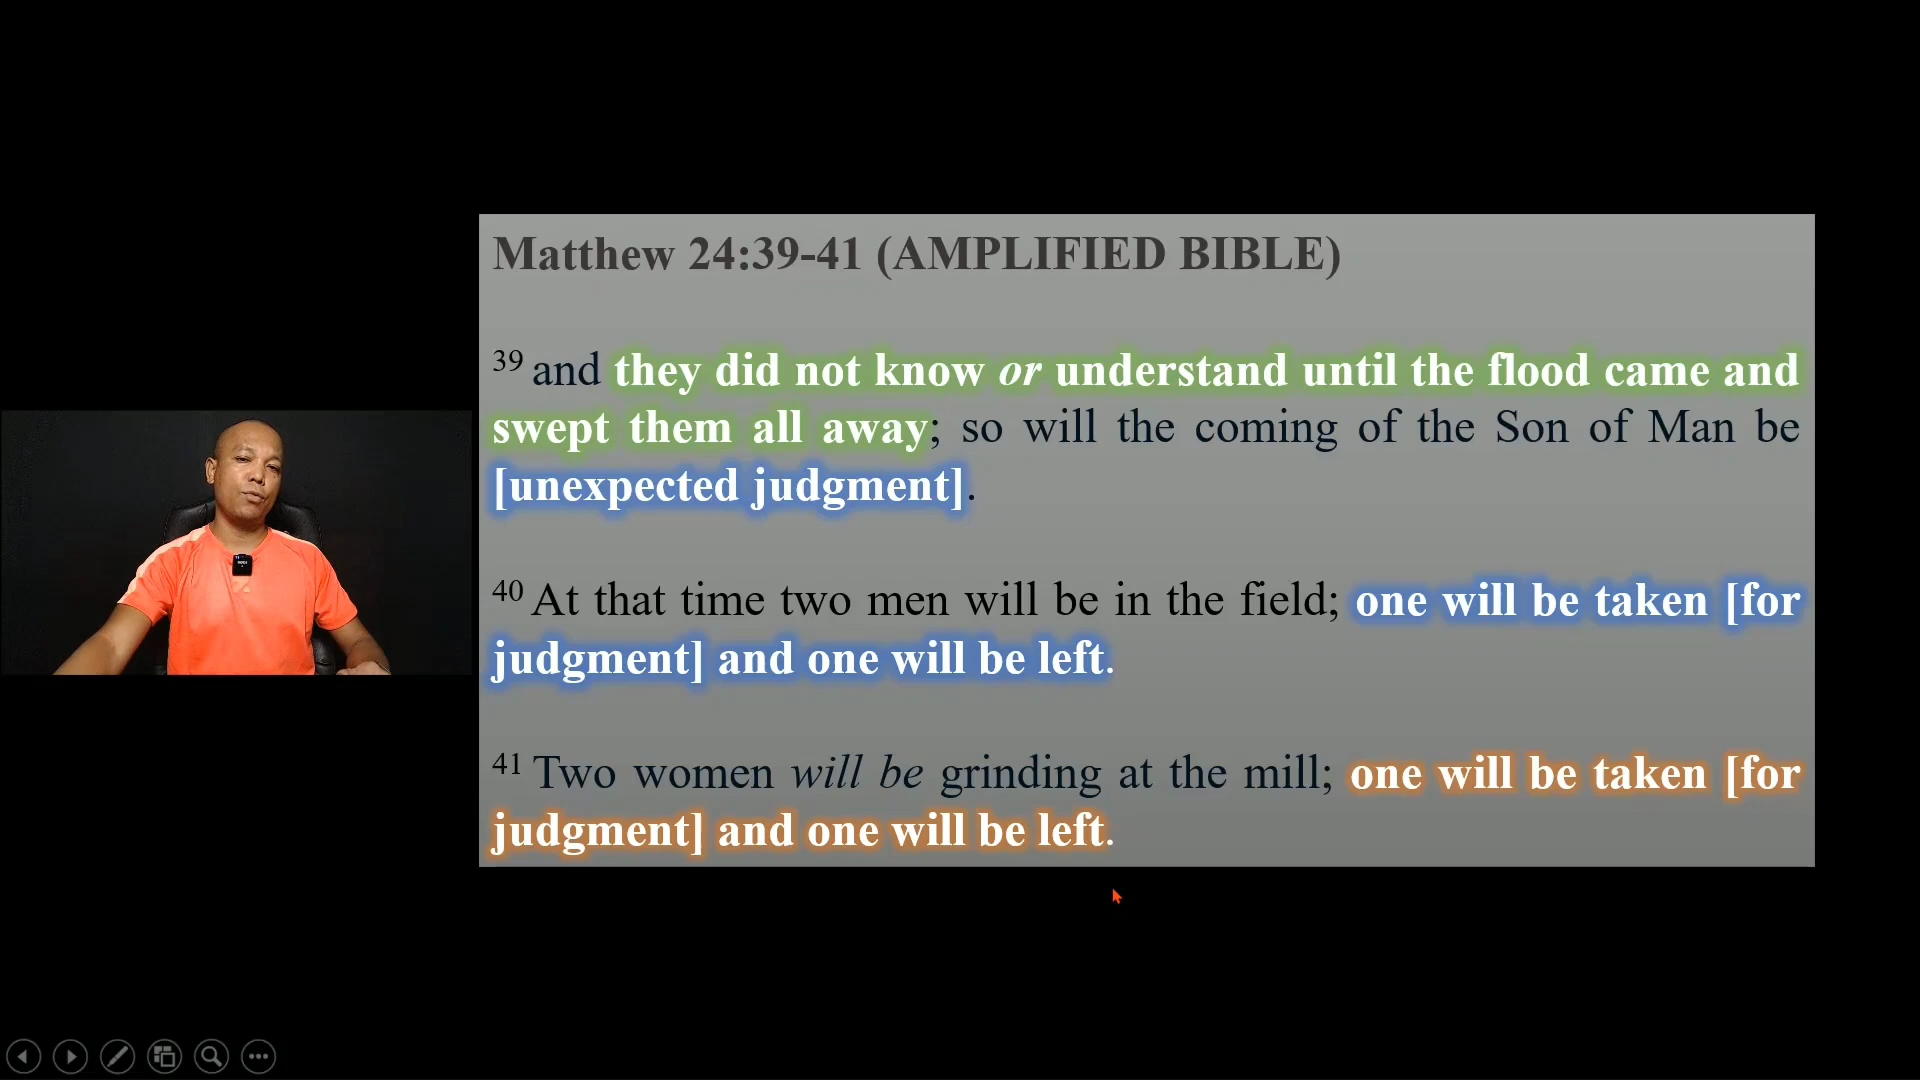 Matthew 24:39-41 (AMPLIFIED BIBLE)
39 and they did not know or understand until the flood came and
swept them all away; so will the coming of the Son of Man be
[unexpected judgment].
40 At that time two men will be in the field; one will be taken [for
judgment] and one will be left.
41 Two women will be grinding at the mill; one will be taken [for
judgment] and one will be left.